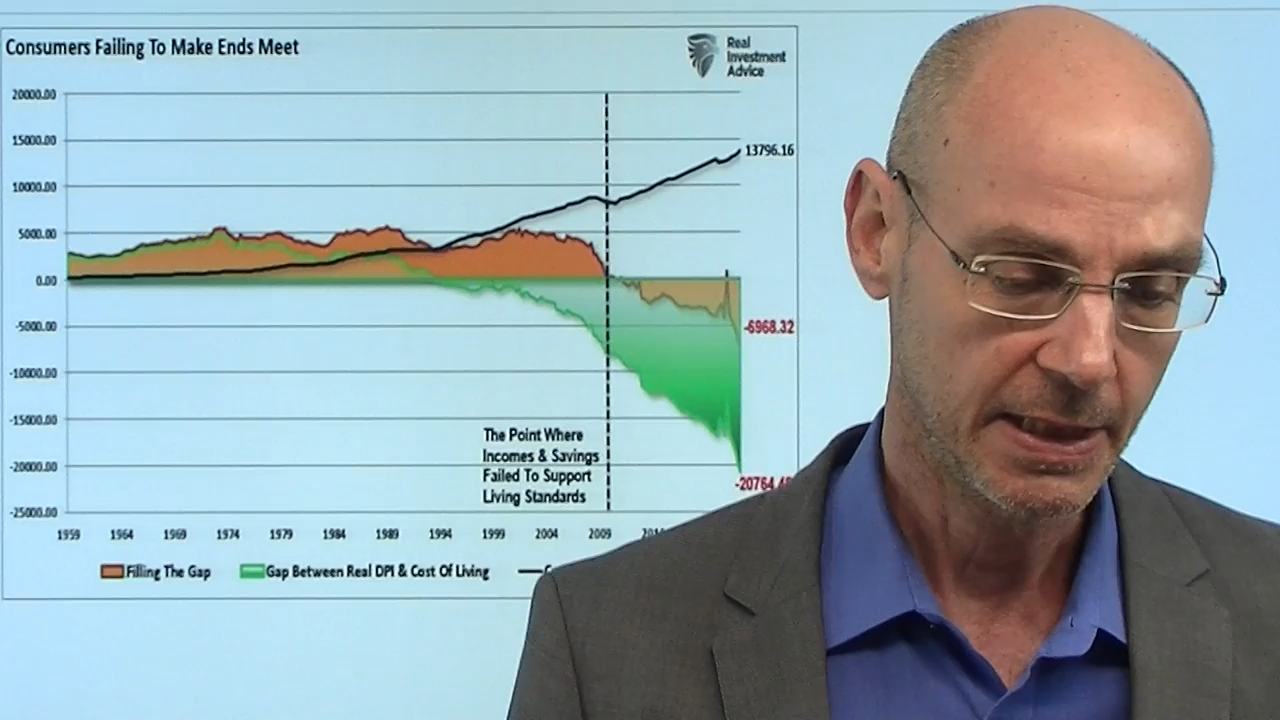 Consumers Failing To Make Ends Meet
Real
Investment
Advice
20000.00
15000.00
10000.00
5000.00
0.00
-5000.00
-10000.00
-15000.00
-20000.00
-25000.00
13796.16
-6968.32
The Point Where
Incomes & Savings
Failed To Support
Living Standards
1959 1964 1969 1974 1979 1984 1989 1994 1999 2004 2009
Filling The Gap Gap Between Real DPI & Cost Of Living